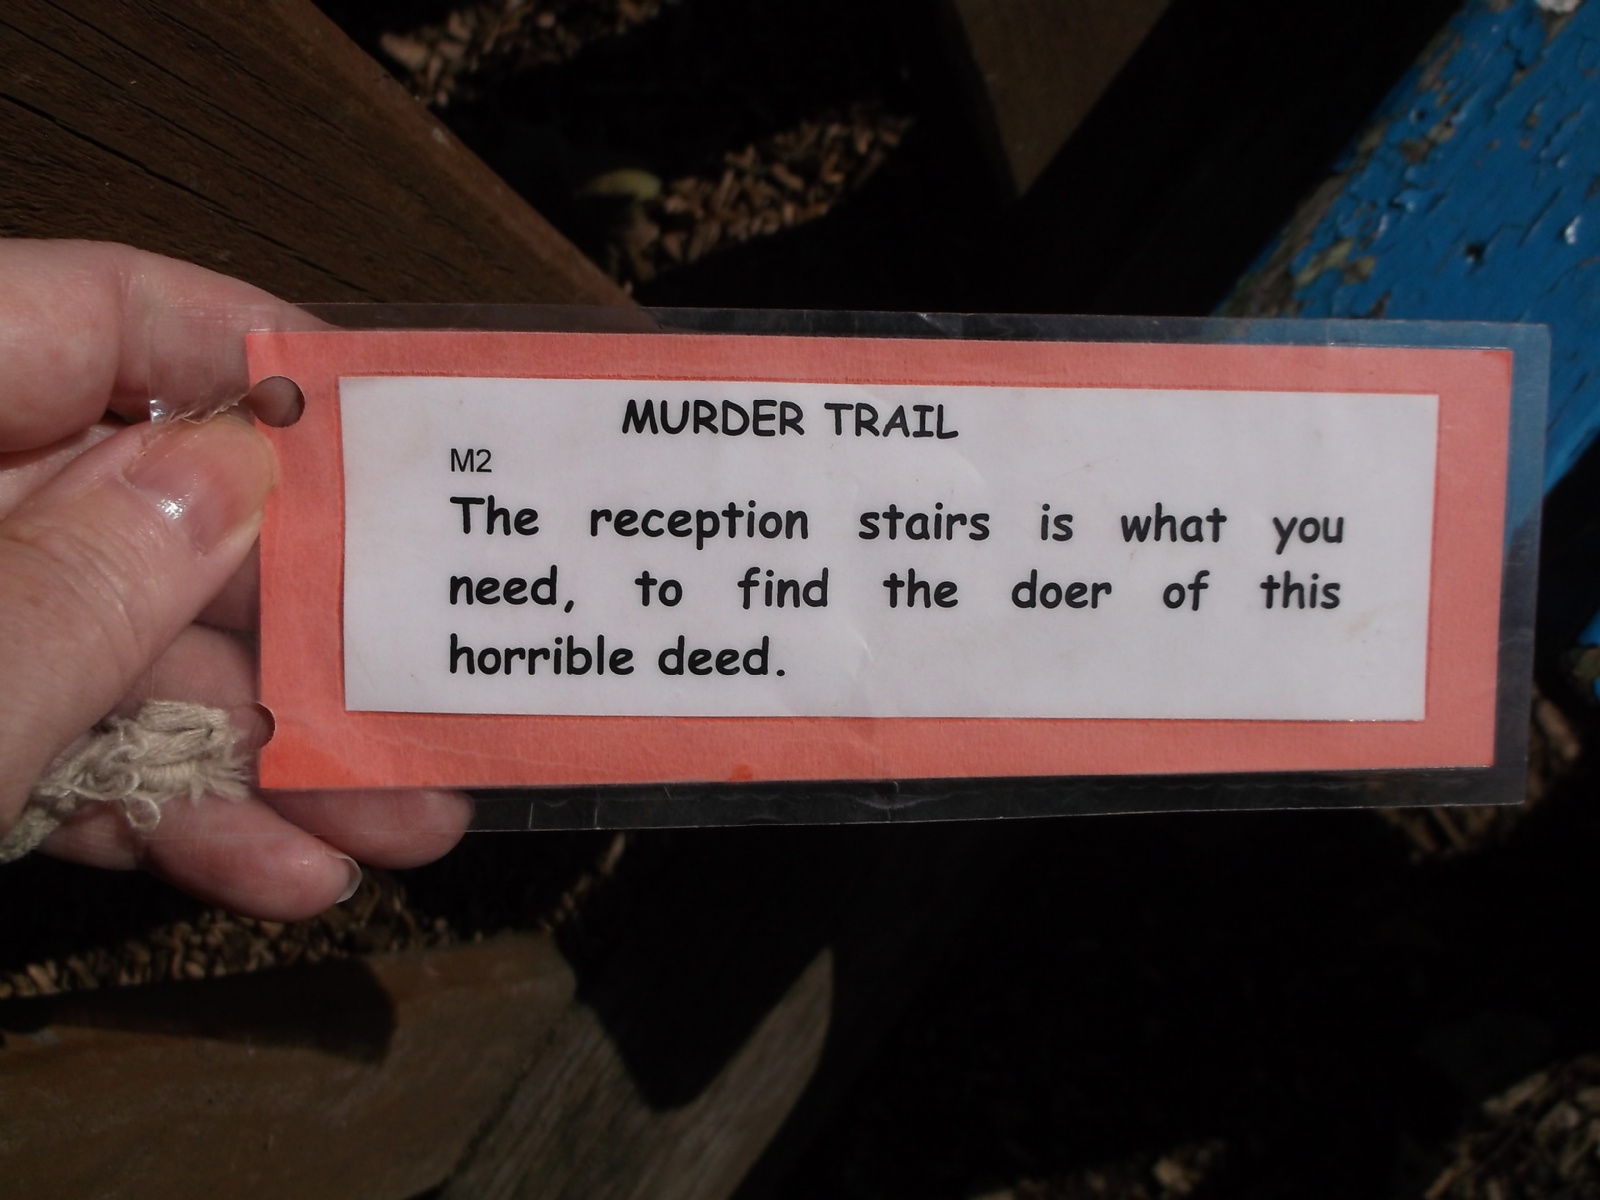 MURDER TRAIL
M2
The reception stairs is what you
need, to find the doer of this
horrible deed.